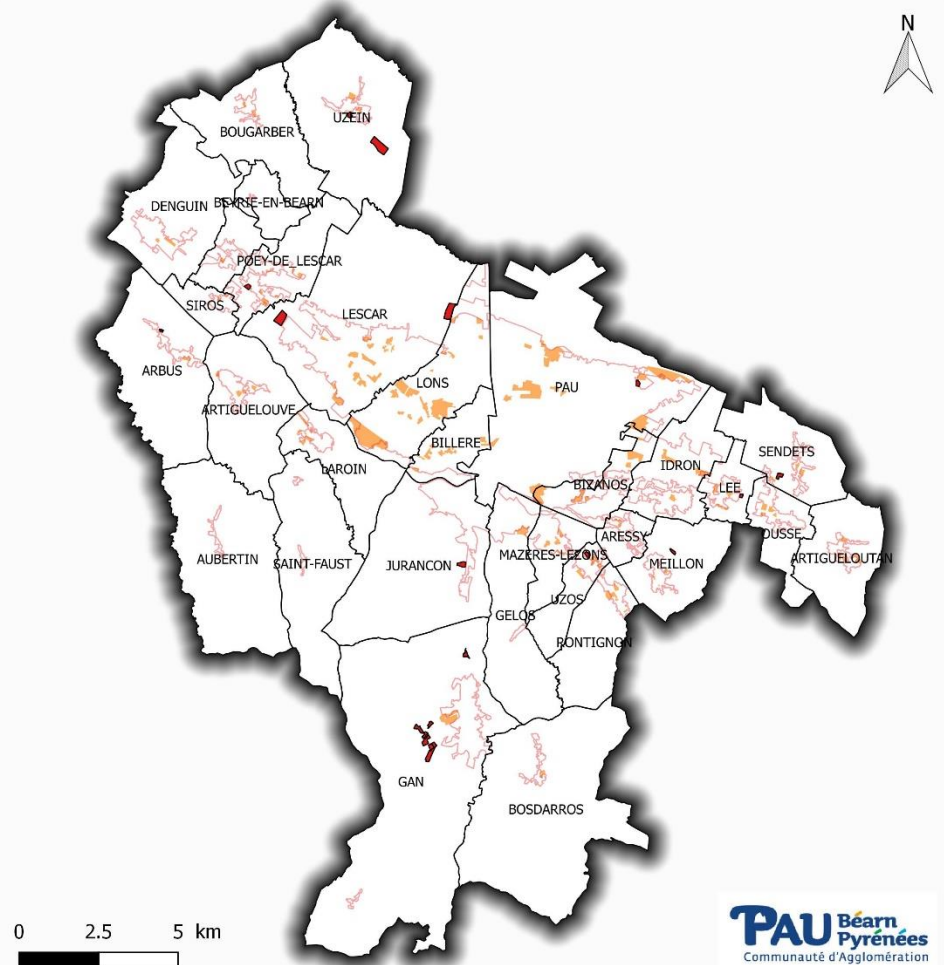 N
UZEIN
BOUGARBER
BEYRIE-EN-BEARN
DENGUIN
POEY-DE_LESCAR
SIROS
LESCAR
ARBUS
LONS
PAU
ARTIGUELOUVE
BILLERE
SENDETS
IDRON
LAROIN
BIZANOS
LEE
OUSSE
ARESSY
AUBERTIN
SAINT-FAUST
JURANCON
MAZERES-LEZONS
MEILLON
ARTIGUELOUTAN
UZOS
GELOS
RONTIGNON
GAN
BOSDARROS
0 2.5 5 km
PAU Béarn
Pyrénées
Communauté d'Agglomération